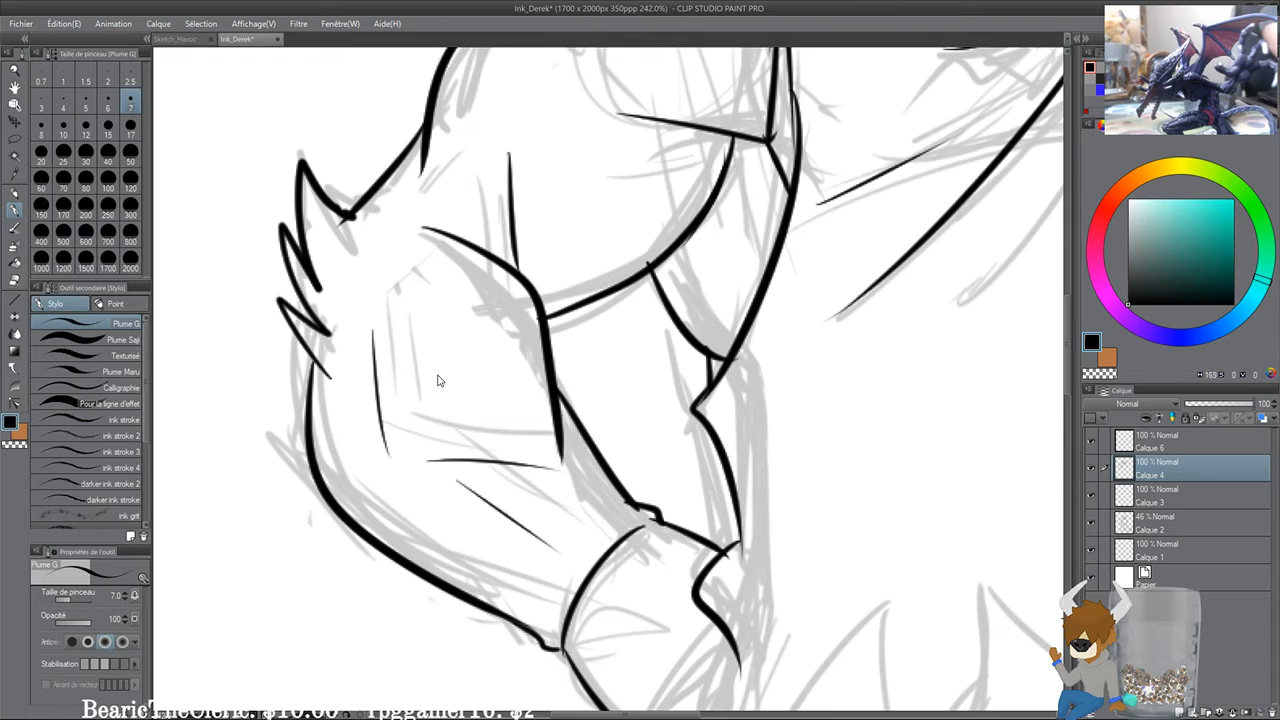 Ink_Derek* (1700 x 2000px 350ppp 242.0%) - CLIP STUDIO PAINT PRO
Fichier Édition(E) Animation Calque Sélection Affichage(V) Filtre Fenêtre(W) Aide(H)
Sketch_Havoc Ink_Derek*
Taille de pinceau (Plume G)
0.7 1 1.5 2 2.5
3 4 5 6 7
8 10 12 15 17
20 25 30 40 50
60 70 80 100 120
150 170 200 250 300
400 500 600 700 800
1000 1200 1500 1700 2000
Outil secondaire (Stylo)
Stylo Point
Plume G
Plume Saji
Texturisé
Plume Maru
Calligraphie
Pour la ligne d'effet
ink stroke
ink stroke 2
ink stroke 3
ink stroke 4
darker ink stroke 2
darker ink stroke
ink grit
Propriétés de l'outil
Plume G
Taille de pinceau 7.0
Opacité 100
Stabilisation
Aimant de vecteur
H 169 S 0 V 0
Calque
Normal 100
100 % Normal
Calque 6
100 % Normal
Calque 4
100 % Normal
Calque 3
46 % Normal
Calque 2
100 % Normal
Calque 1
Papier
BearicTheCleric: $10.00